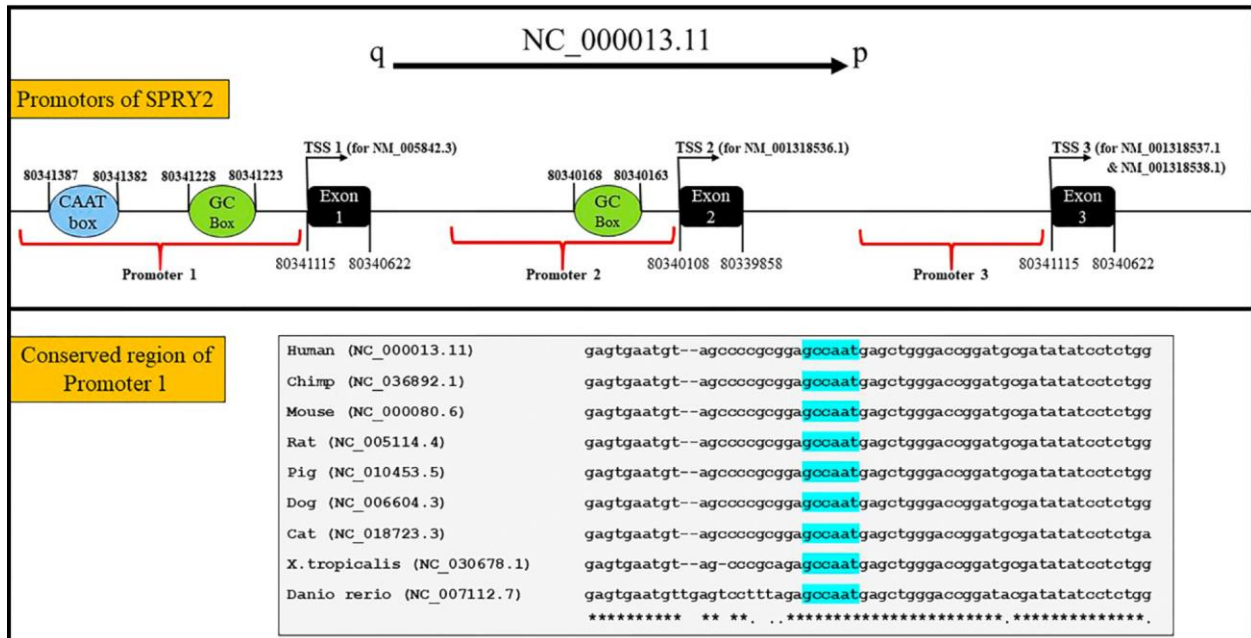 NC_000013.11
q p
Promotors of SPRY2
TSS 1 (for NM_005842.3)
TSS 2 (for NM_001318536.1)
TSS 3 (for NM_001318537.1
& NM_001318538.1)
80341387 80341382 80341228 80341223 80340168 80340163
CAAT
box
GC
Box
Exon
1
GC
Box
Exon
2
Exon
3
Promoter 1
80341115 80340622
Promoter 2
80340108 80339858
Promoter 3
80341115 80340622
Conserved region of
Promoter 1
Human (NC_000013.11) gagtgaatgt--agccccgcggagccaatgagctgggaccggatgcgatatatcctctgg
Chimp (NC_036892.1) gagtgaatgt--agccccgcggagccaatgagctgggaccggatgcgatatatcctctgg
Mouse (NC_000080.6) gagtgaatgt--agccccgcggagccaatgagctgggaccggatgcgatatatcctctgg
Rat (NC_005114.4) gagtgaatgt--agccccgcggagccaatgagctgggaccggatgcgatatatcctctgg
Pig (NC_010453.5) gagtgaatgt--agccccgcggagccaatgagctgggaccggatgcgatatatcctctgg
Dog (NC_006604.3) gagtgaatgt--agccccgcggagccaatgagctgggaccggatgcgatatatcctctgg
Cat (NC_018723.3) gagtgaatgt--agccccgcggagccaatgagctgggaccggatgcgatatatcctctga
X.tropicalis (NC_030678.1) gagtgaatgt--ag-cccgcagagccaatgagctgggaccggatgcgatatatcctctgg
Danio rerio (NC_007112.7) gagtgaatgttgagtcctttagagccaatgagctgggaccggatacgatatatcctctgg
********** ** **. ..***********************.**************.